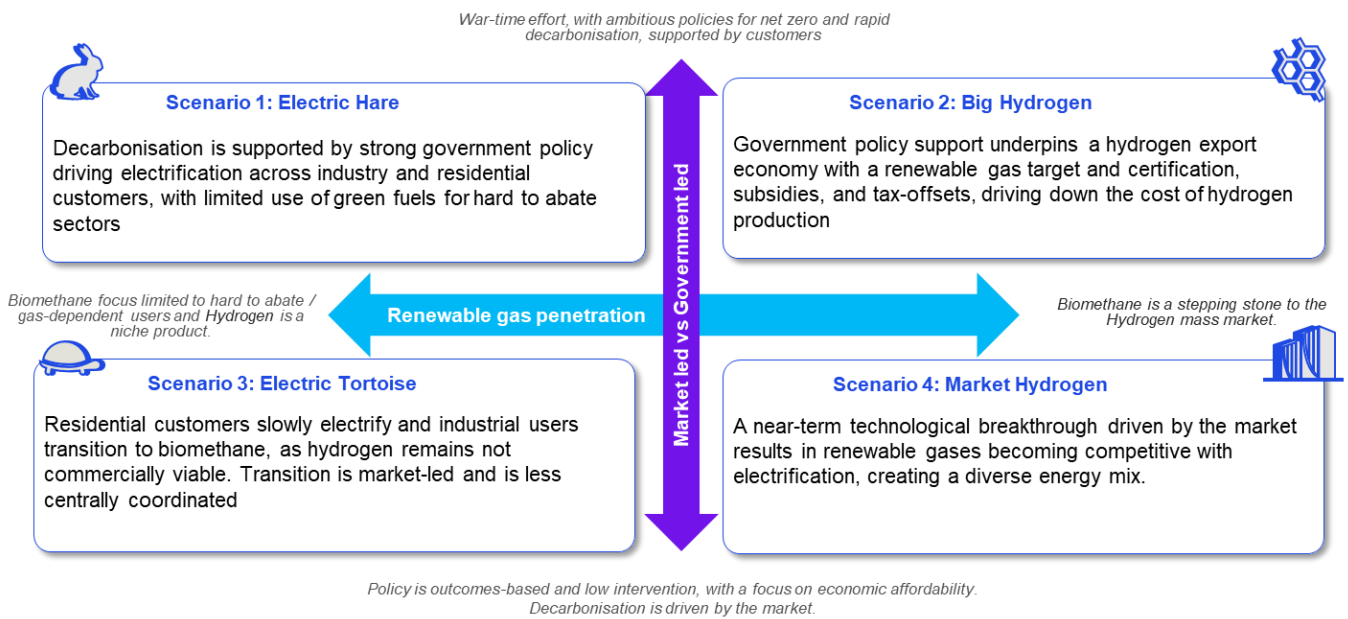 War-time effort, with ambitious policies for net zero and rapid
decarbonisation, supported by customers
Scenario 1: Electric Hare
Decarbonisation is supported by strong government policy
driving electrification across industry and residential
customers, with limited use of green fuels for hard to abate
sectors
Scenario 2: Big Hydrogen
Government policy support underpins a hydrogen export
economy with a renewable gas target and certification,
subsidies, and tax-offsets, driving down the cost of hydrogen
production
Market led vs Government led
Biomethane focus limited to hard to abate /
gas-dependent users and Hydrogen is a
niche product.
Renewable gas penetration
Biomethane is a stepping stone to the
Hydrogen mass market.
Scenario 3: Electric Tortoise
Residential customers slowly electrify and industrial users
transition to biomethane, as hydrogen remains not
commercially viable. Transition is market-led and is less
centrally coordinated
Scenario 4: Market Hydrogen
A near-term technological breakthrough driven by the market
results in renewable gases becoming competitive with
electrification, creating a diverse energy mix.
Policy is outcomes-based and low intervention, with a focus on economic affordability.
Decarbonisation is driven by the market.